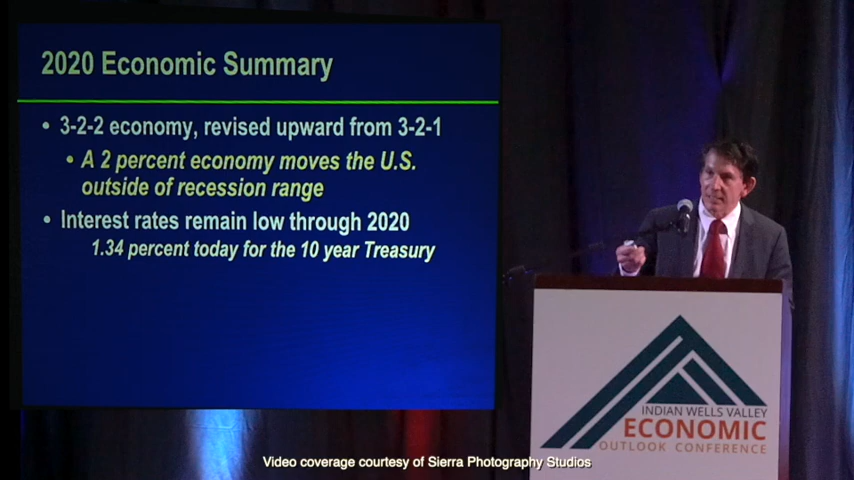 2020 Economic Summary
• 3-2-2 economy, revised upward from 3-2-1
• A 2 percent economy moves the U.S.
outside of recession range
• Interest rates remain low through 2020
1.34 percent today for the 10 year Treasury
INDIAN WELLS VALLEY
ECONOMIC
OUTLOOK CONFERENCE
Video coverage courtesy of Sierra Photography Studios